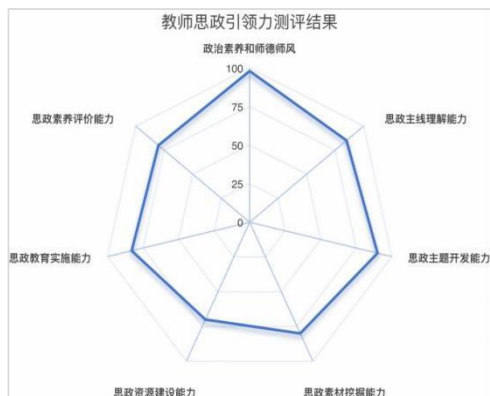 教师思政引领力测评结果
政治素养和师德师风
100
思政素养评价能力
思政主线理解能力
75
50
25
0
思政教育实施能力
思政主题开发能力
思政资源建设能力
思政素材挖掘能力